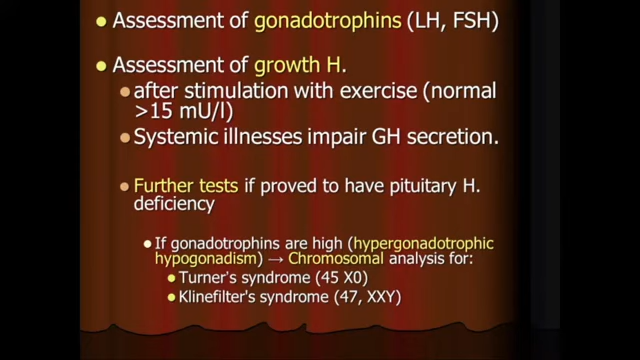 Assessment of gonadotrophins (LH, FSH)
Assessment of growth H.
after stimulation with exercise (normal
>15 mU/l)
Systemic illnesses impair GH secretion.
Further tests if proved to have pituitary H.
deficiency
If gonadotrophins are high (hypergonadotrophic
hypogonadism) → Chromosomal analysis for:
Turner's syndrome (45 X0)
Klinefilter's syndrome (47, XXY)